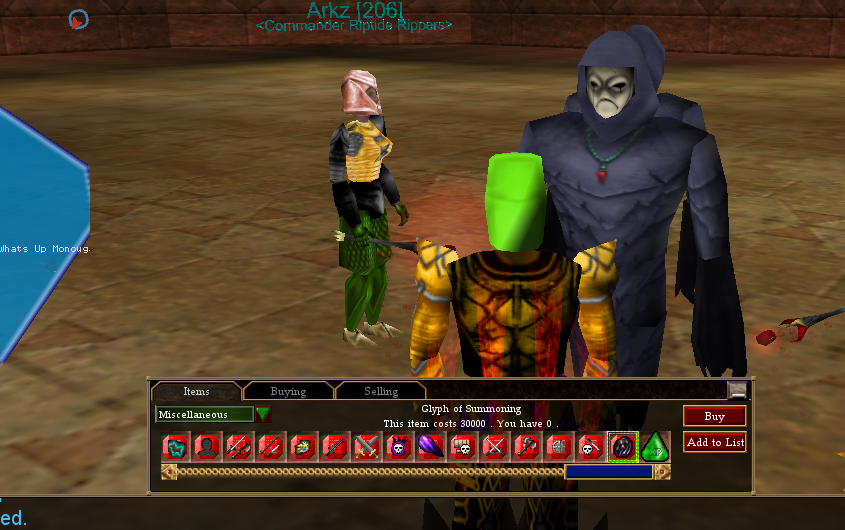 Arkz [206]
<Commander Riptide Rippers>
Whats Up Monoug.
Items
Buying
Selling
Miscellaneous
Glyph of Summoning
This item costs 30000 . You have 0 .
Buy
Add to List
ed.